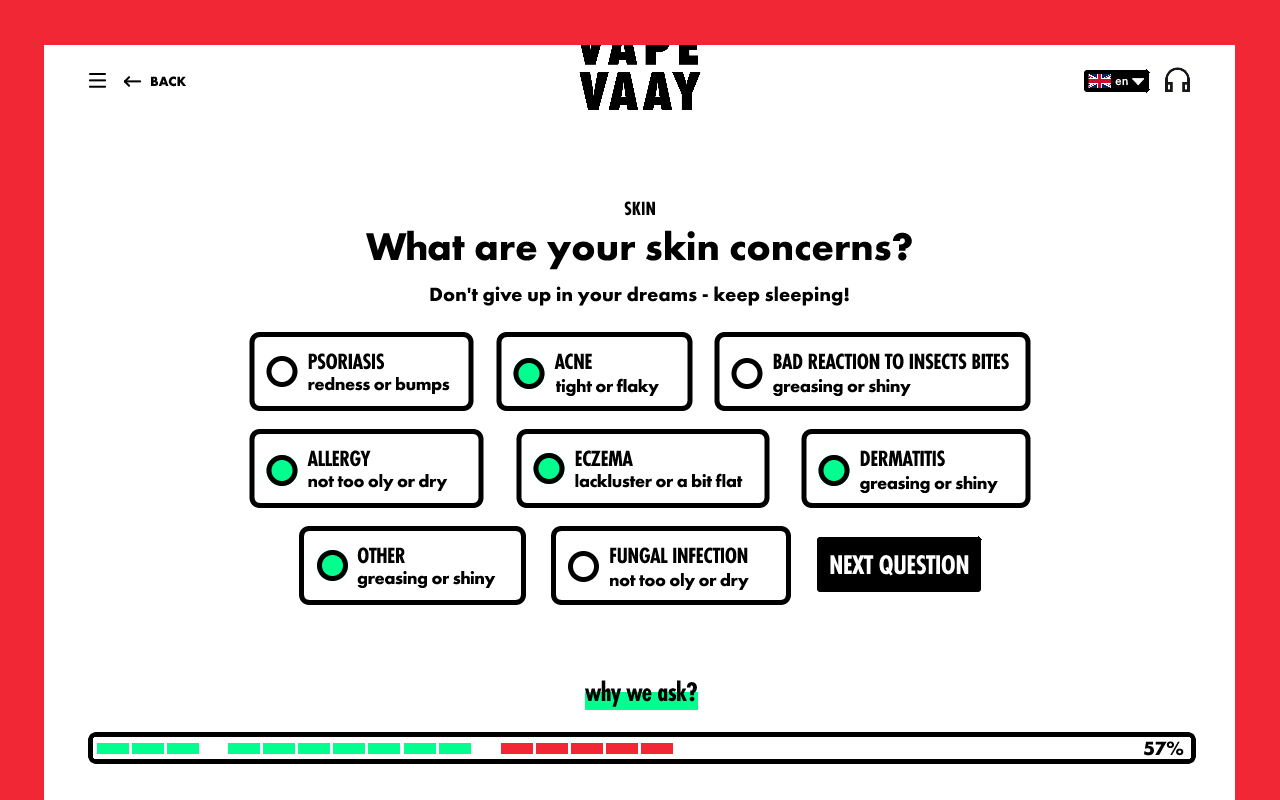 VAPE
VAAY
BACK
en
SKIN
What are your skin concerns?
Don't give up in your dreams - keep sleeping!
PSORIASIS
redness or bumps
ACNE
tight or flaky
BAD REACTION TO INSECTS BITES
greasing or shiny
ALLERGY
not too oly or dry
ECZEMA
lackluster or a bit flat
DERMATITIS
greasing or shiny
OTHER
greasing or shiny
FUNGAL INFECTION
not too oly or dry
NEXT QUESTION
why we ask?
57%